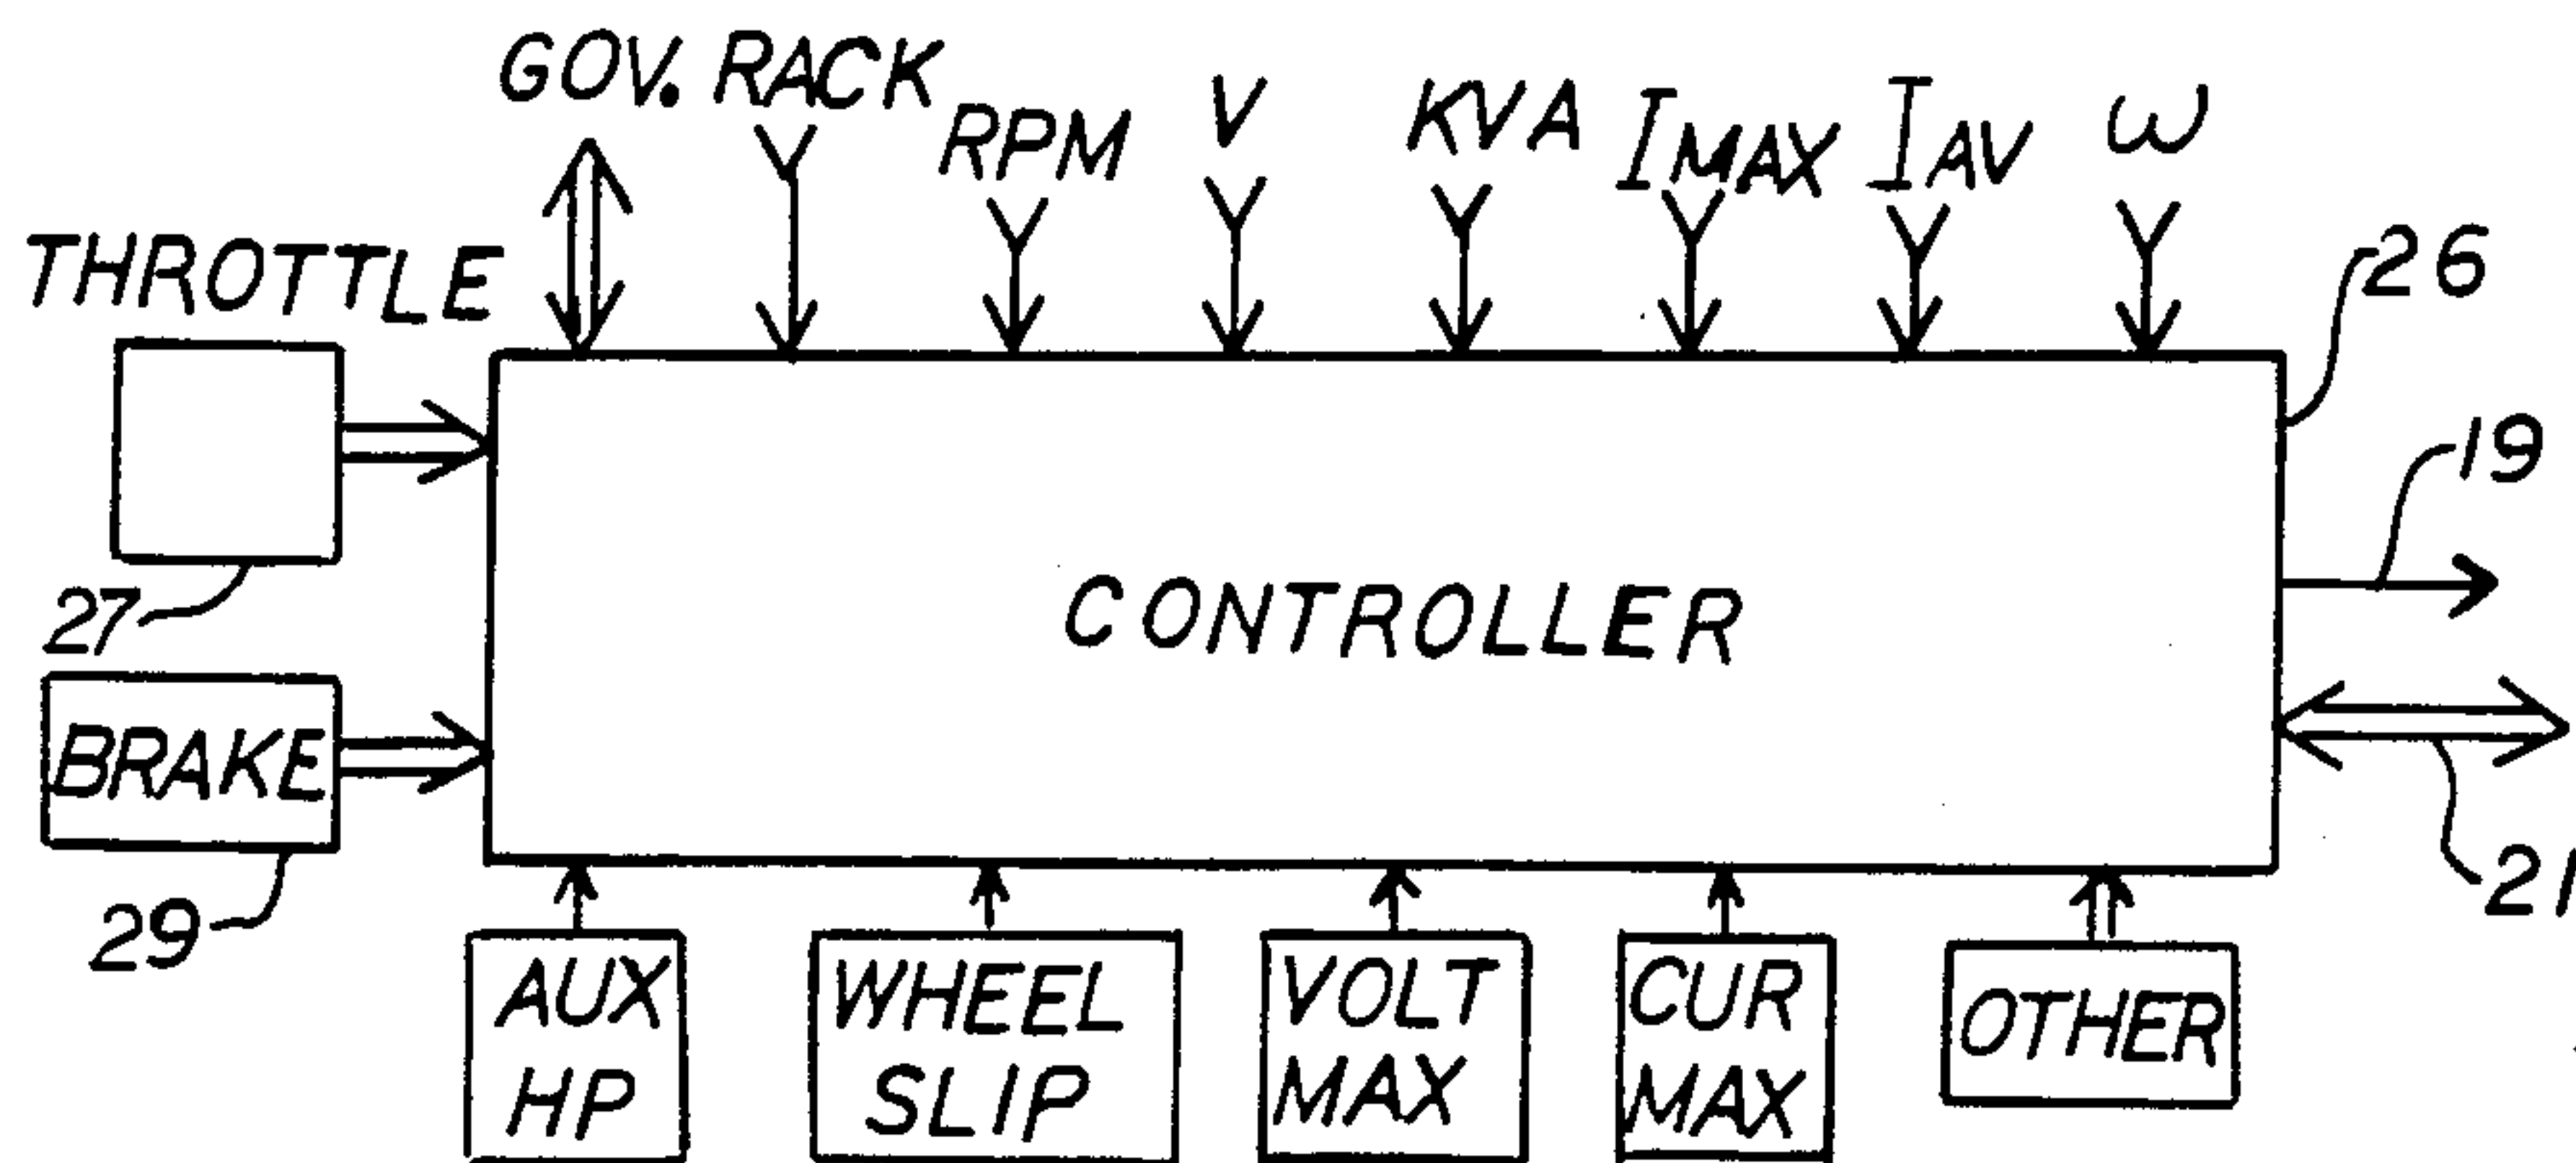 GOV. RACK RPM V KVA IMAX IAV ω
THROTTLE
26
19
CONTROLLER
27
BRAKE
21
29
AUX
HP
WHEEL
SLIP
VOLT
MAX
CUR
MAX
OTHER